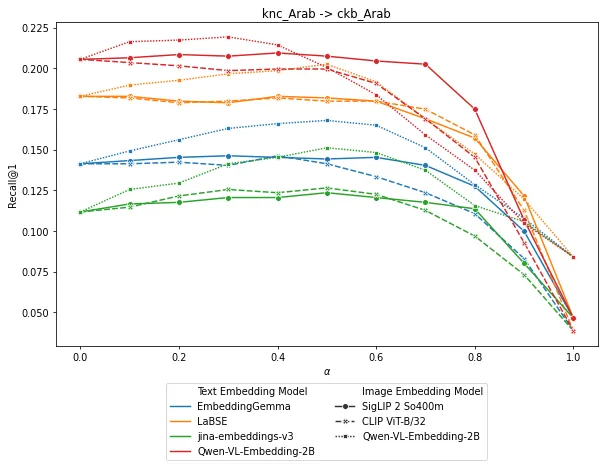 knc_Arab -> ckb_Arab
Recall@1
0.225
0.200
0.175
0.150
0.125
0.100
0.075
0.050
0.0 0.2 0.4 0.6 0.8 1.0
α
Text Embedding Model
EmbeddingGemma
LaBSE
jina-embeddings-v3
Qwen-VL-Embedding-2B
Image Embedding Model
SigLIP 2 So400m
CLIP ViT-B/32
Qwen-VL-Embedding-2B